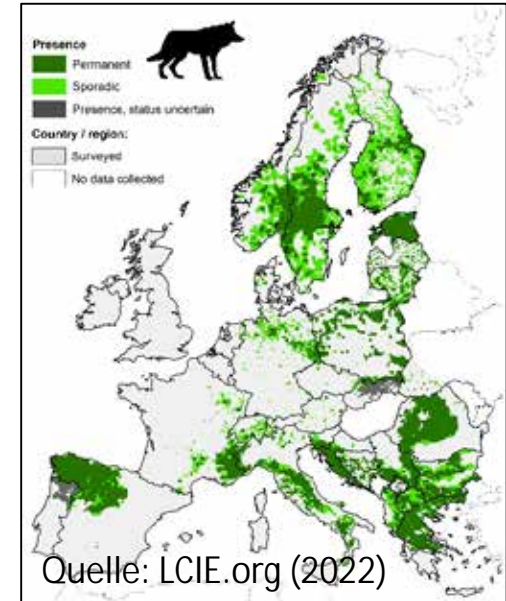 Presence
Permanent
Sporadic
Presence, status uncertain
Country / region:
Surveyed
No data collected
Quelle: LCIE.org (2022)